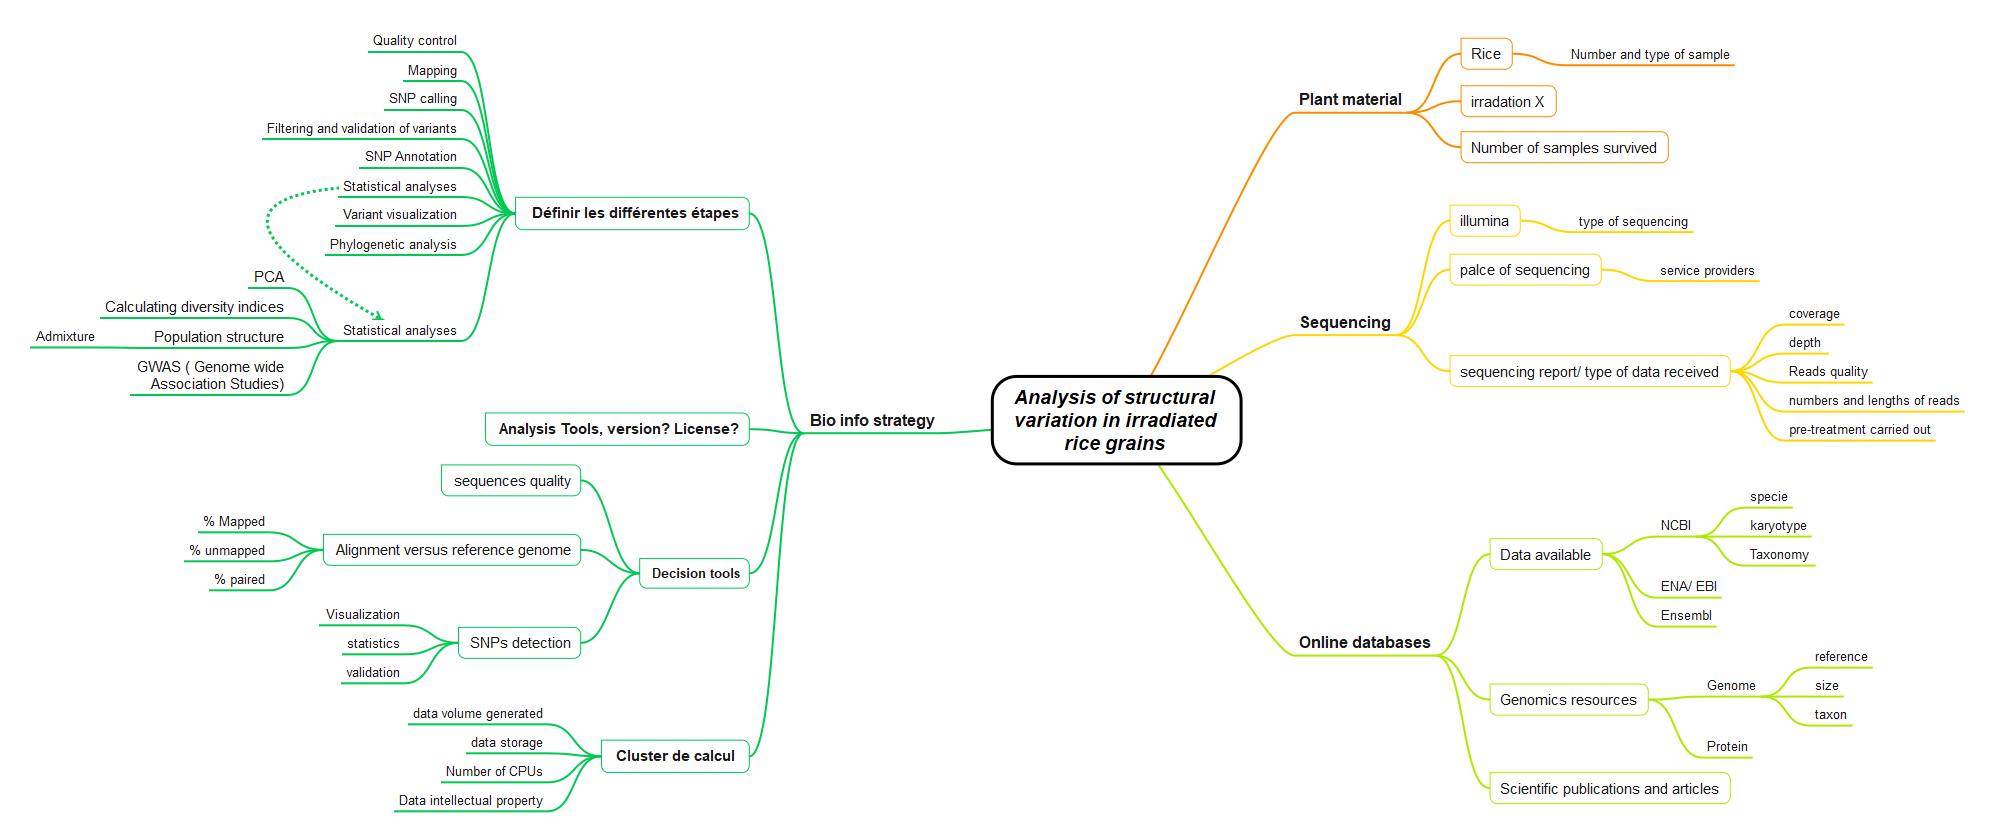 Analysis of structural
variation in irradiated
rice grains
Plant material
Rice
Number and type of sample
irradation X
Number of samples survived
Sequencing
illumina
type of sequencing
palce of sequencing
service providers
sequencing report/ type of data received
coverage
depth
Reads quality
numbers and lengths of reads
pre-treatment carried out
Online databases
Data available
NCBI
specie
karyotype
Taxonomy
ENA/ EBI
Ensembl
Genomics resources
Genome
reference
size
taxon
Protein
Scientific publications and articles
Bio info strategy
Définir les différentes étapes
Quality control
Mapping
SNP calling
Filtering and validation of variants
SNP Annotation
Statistical analyses
Variant visualization
Phylogenetic analysis
Statistical analyses
PCA
Calculating diversity indices
Population structure
Admixture
GWAS ( Genome wide
Association Studies)
Analysis Tools, version? License?
Decision tools
sequences quality
Alignment versus reference genome
% Mapped
% unmapped
% paired
SNPs detection
Visualization
statistics
validation
Cluster de calcul
data volume generated
data storage
Number of CPUs
Data intellectual property